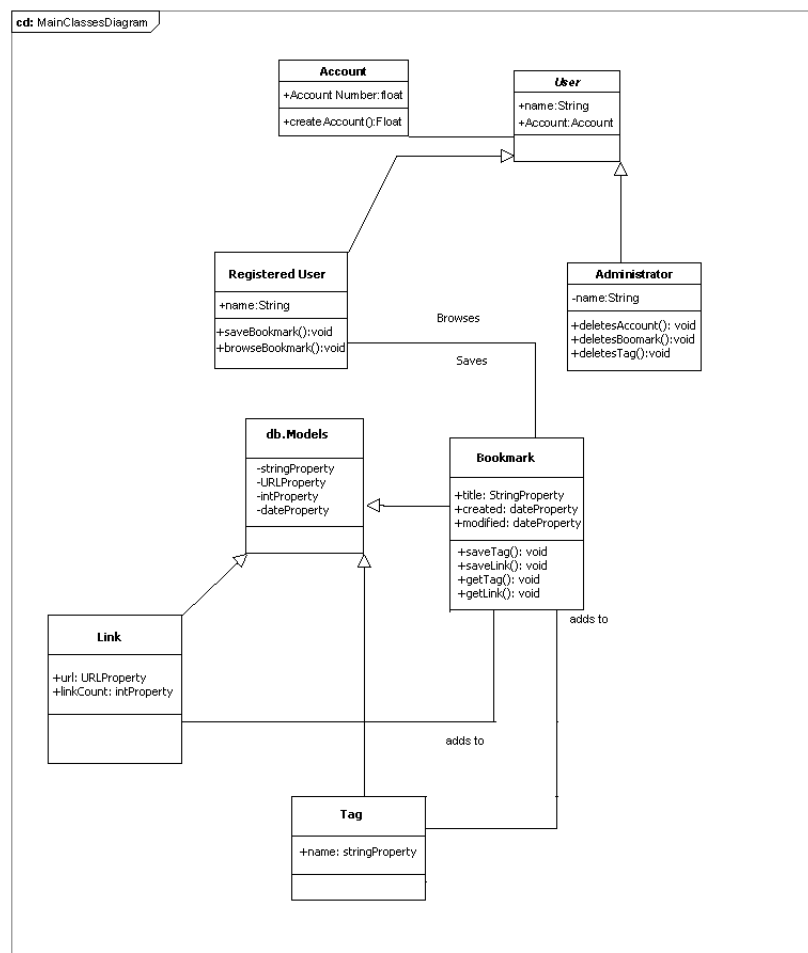 cd: MainClassesDiagram
Account
+Account Number:float
+createAccount():Float
User
+name:String
+Account:Account
Registered User
+name:String
+saveBookmark():void
+browseBookmark():void
Administrator
-name:String
+deletesAccount(): void
+deletesBoomark():void
+deletesTag():void
Browses
Saves
db.Models
-stringProperty
-URLProperty
-intProperty
-dateProperty
Bookmark
+title: StringProperty
+created: dateProperty
+modified: dateProperty
+saveTag(): void
+saveLink(): void
+getTag(): void
+getLink(): void
adds to
Link
+url: URLProperty
+linkCount: intProperty
adds to
Tag
+name: stringProperty